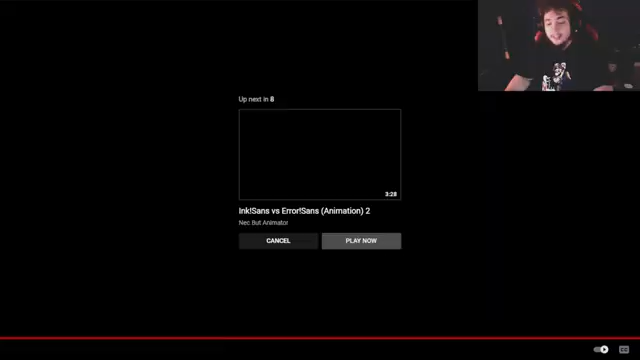 Up next in 8
3:28
Ink!Sans vs Error!Sans (Animation) 2
Nec But Animator
CANCEL
PLAY NOW
CC